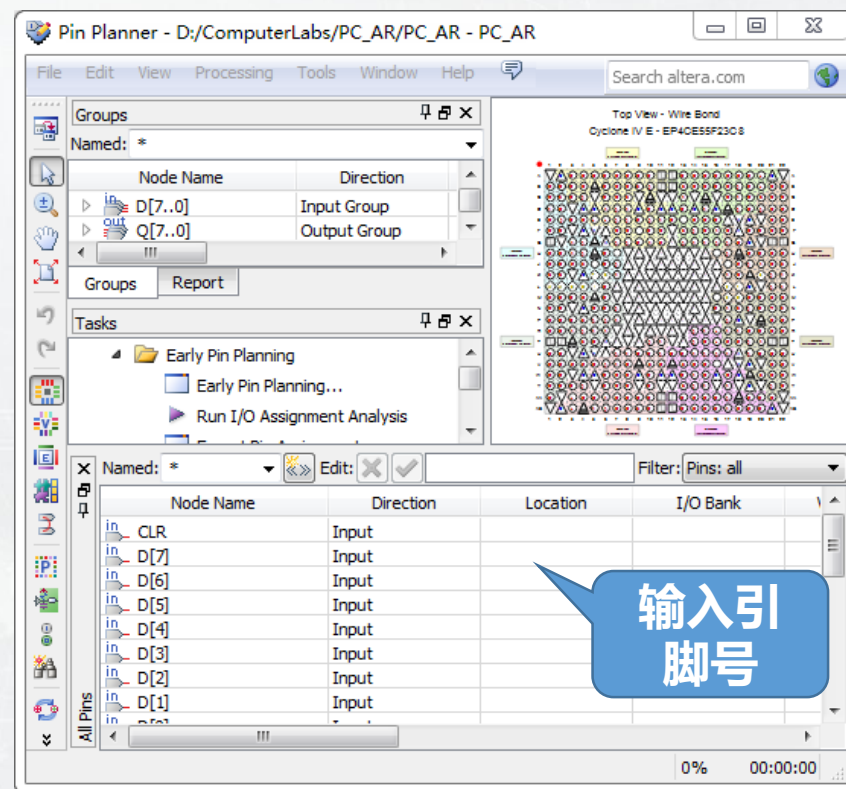 Pin Planner - D:/ComputerLabs/PC_AR/PC_AR - PC_AR
File Edit View Processing Tools Window Help
Search altera.com
Groups
Named: *
Node Name Direction
D[7..0] Input Group
Q[7..0] Output Group
Groups Report
Tasks
Early Pin Planning
Early Pin Planning...
Run I/O Assignment Analysis
Top View - Wire Bond
Cyclone IV E - EP4CE55F23C8
Named: * Edit: Filter: Pins: all
Node Name Direction Location I/O Bank
CLR Input
D[7] Input
D[6] Input
D[5] Input
D[4] Input
D[3] Input
D[2] Input
D[1] Input
All Pins
输入引
脚号
0% 00:00:00